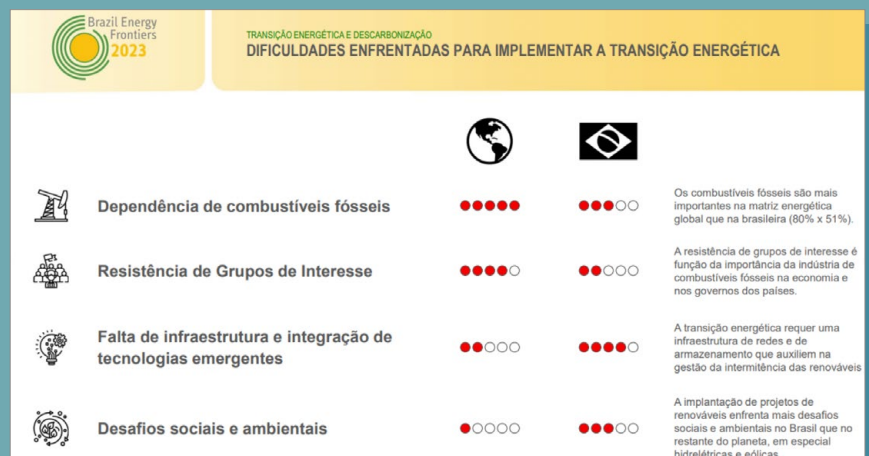 Brazil Energy
Frontiers
2023
TRANSIÇÃO ENERGÉTICA E DESCARBONIZAÇÃO
DIFICULDADES ENFRENTADAS PARA IMPLEMENTAR A TRANSIÇÃO ENERGÉTICA
Dependência de combustíveis fósseis
Os combustíveis fósseis são mais
importantes na matriz energética
global que na brasileira (80% x 51%).
Resistência de Grupos de Interesse
A resistência de grupos de interesse é
função da importância da indústria de
combustíveis fósseis na economia e
nos governos dos países.
Falta de infraestrutura e integração de
tecnologias emergentes
A transição energética requer uma
infraestrutura de redes e de
armazenamento que auxiliem na
gestão da intermitência das renováveis
Desafios sociais e ambientais
A implantação de projetos de
renováveis enfrenta mais desafios
sociais e ambientais no Brasil que no
restante do planeta, em especial
hidrelétricas e eólicas